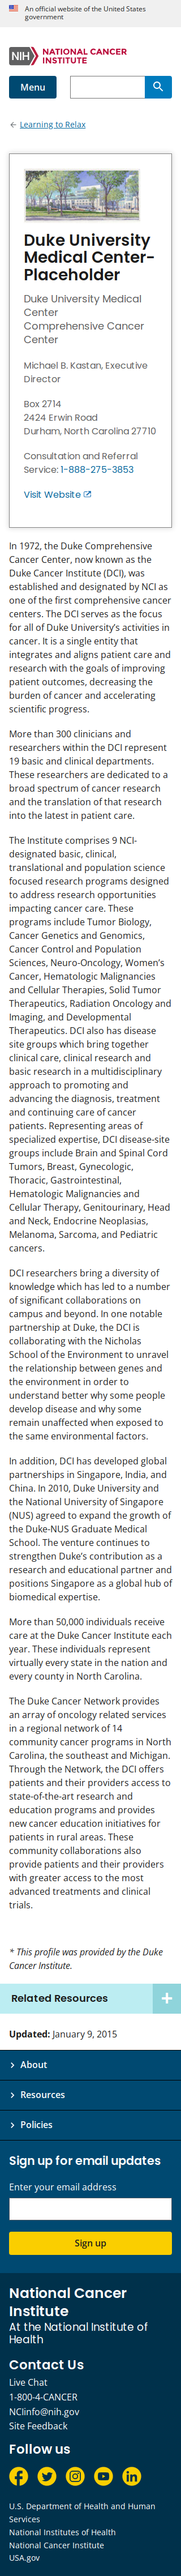 An official website of the United States
government
NIH NATIONAL CANCER
INSTITUTE
Menu
← Learning to Relax
Duke University
Medical Center-
Placeholder
Duke University Medical
Center
Comprehensive Cancer
Center
Michael B. Kastan, Executive
Director
Box 2714
2424 Erwin Road
Durham, North Carolina 27710
Consultation and Referral
Service: 1-888-275-3853
Visit Website
In 1972, the Duke Comprehensive
Cancer Center, now known as the
Duke Cancer Institute (DCI), was
established and designated by NCI as
one of the first comprehensive cancer
centers. The DCI serves as the focus
for all of Duke University’s activities in
cancer. It is a single entity that
integrates and aligns patient care and
research with the goals of improving
patient outcomes, decreasing the
burden of cancer and accelerating
scientific progress.
More than 300 clinicians and
researchers within the DCI represent
19 basic and clinical departments.
These researchers are dedicated to a
broad spectrum of cancer research
and the translation of that research
into the latest in patient care.
The Institute comprises 9 NCI-
designated basic, clinical,
translational and population science
focused research programs designed
to address research opportunities
impacting cancer care. These
programs include Tumor Biology,
Cancer Genetics and Genomics,
Cancer Control and Population
Sciences, Neuro-Oncology, Women’s
Cancer, Hematologic Malignancies
and Cellular Therapies, Solid Tumor
Therapeutics, Radiation Oncology and
Imaging, and Developmental
Therapeutics. DCI also has disease
site groups which bring together
clinical care, clinical research and
basic research in a multidisciplinary
approach to promoting and
advancing the diagnosis, treatment
and continuing care of cancer
patients. Representing areas of
specialized expertise, DCI disease-site
groups include Brain and Spinal Cord
Tumors, Breast, Gynecologic,
Thoracic, Gastrointestinal,
Hematologic Malignancies and
Cellular Therapy, Genitourinary, Head
and Neck, Endocrine Neoplasias,
Melanoma, Sarcoma, and Pediatric
cancers.
DCI researchers bring a diversity of
knowledge which has led to a number
of significant collaborations on
campus and beyond. In one notable
partnership at Duke, the DCI is
collaborating with the Nicholas
School of the Environment to unravel
the relationship between genes and
the environment in order to
understand better why some people
develop disease and why some
remain unaffected when exposed to
the same environmental factors.
In addition, DCI has developed global
partnerships in Singapore, India, and
China. In 2010, Duke University and
the National University of Singapore
(NUS) agreed to expand the growth of
the Duke-NUS Graduate Medical
School. The venture continues to
strengthen Duke’s contribution as a
research and educational partner and
positions Singapore as a global hub of
biomedical expertise.
More than 50,000 individuals receive
care at the Duke Cancer Institute each
year. These individuals represent
virtually every state in the nation and
every county in North Carolina.
The Duke Cancer Network provides
an array of oncology related services
in a regional network of 14
community cancer programs in North
Carolina, the southeast and Michigan.
Through the Network, the DCI offers
patients and their providers access to
state-of-the-art research and
education programs and provides
new cancer education initiatives for
patients in rural areas. These
community collaborations also
provide patients and their providers
with greater access to the most
advanced treatments and clinical
trials.
* This profile was provided by the Duke
Cancer Institute.
Related Resources
Updated: January 9, 2015
About
Resources
Policies
Sign up for email updates
Enter your email address
Sign up
National Cancer
Institute
At the National Institute of
Health
Contact Us
Live Chat
1-800-4-CANCER
NCIinfo@nih.gov
Site Feedback
Follow us
U.S. Department of Health and Human
Services
National Institutes of Health
National Cancer Institute
USA.gov